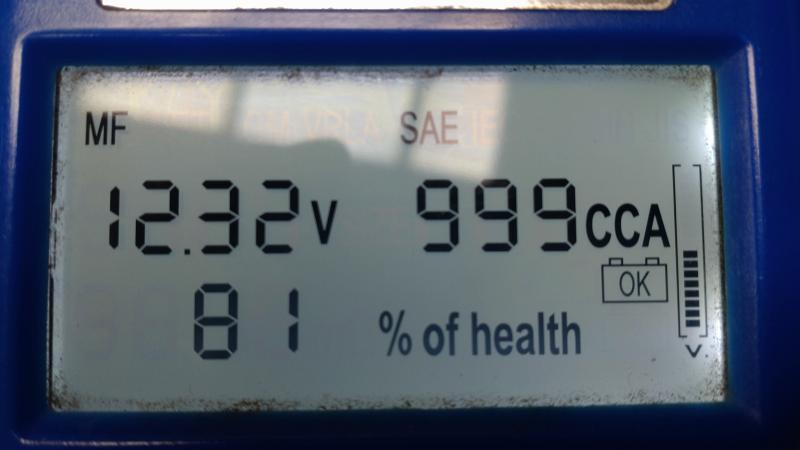 MF SAE
12.32V 999CCA
OK
81 % of health
V